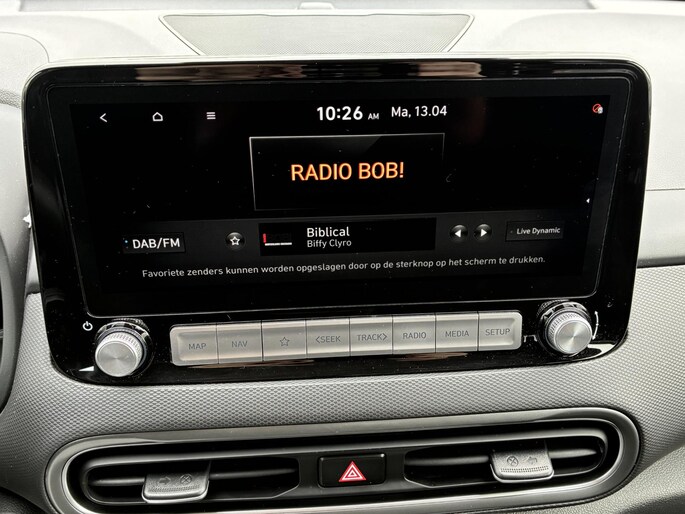 10:26 AM Ma, 13.04
RADIO BOB!
DAB/FM
Biblical
Biffy Clyro
Live Dynamic
Favoriete zenders kunnen worden opgeslagen door op de sterknop op het scherm te drukken.
MAP NAV <SEEK TRACK> RADIO MEDIA SETUP